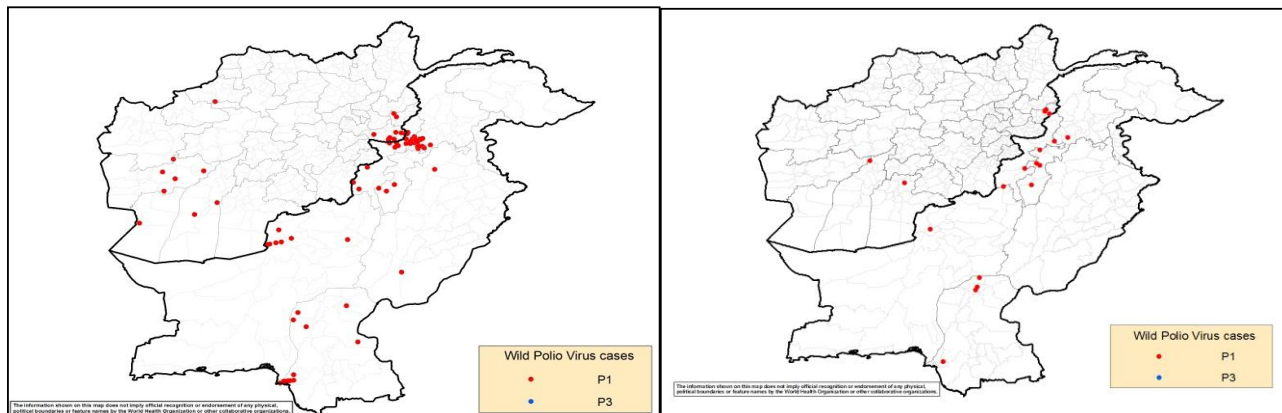 Wild Polio Virus cases
P1
P3
The information shown on this map does not imply official recognition or endorsement of any physical,
political boundaries or feature names by the World Health Organization or other collaborative organizations.
Wild Polio Virus cases
P1
P3
The information shown on this map does not imply official recognition or endorsement of any physical,
political boundaries or feature names by the World Health Organization or other collaborative organizations.